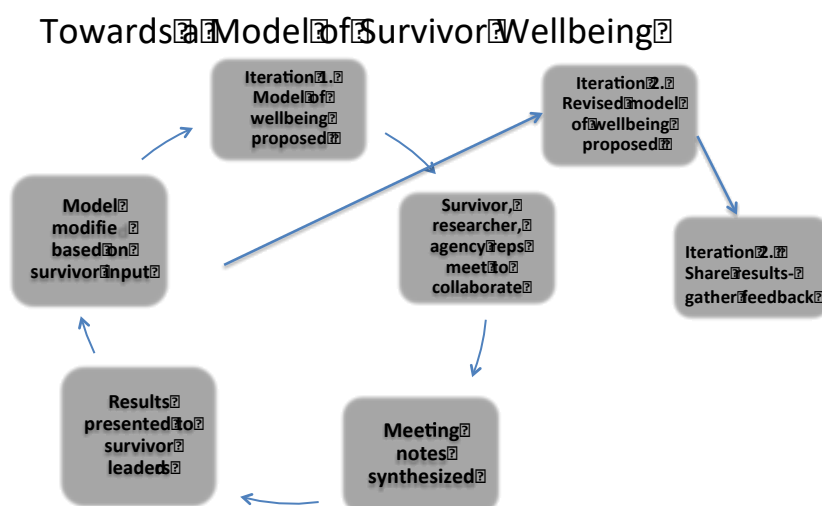 Towards a Model of Survivor Wellbeing
Iteration 1.
Model of
wellbeing
proposed
Survivor,
researcher,
agency reps
meet to
collaborate
Meeting
notes
synthesized
Results
presented to
survivor
leaders
Model
modifie
based on
survivor input
Iteration 2.
Revised model
of wellbeing
proposed
Iteration 2.
Share results-
gather feedback